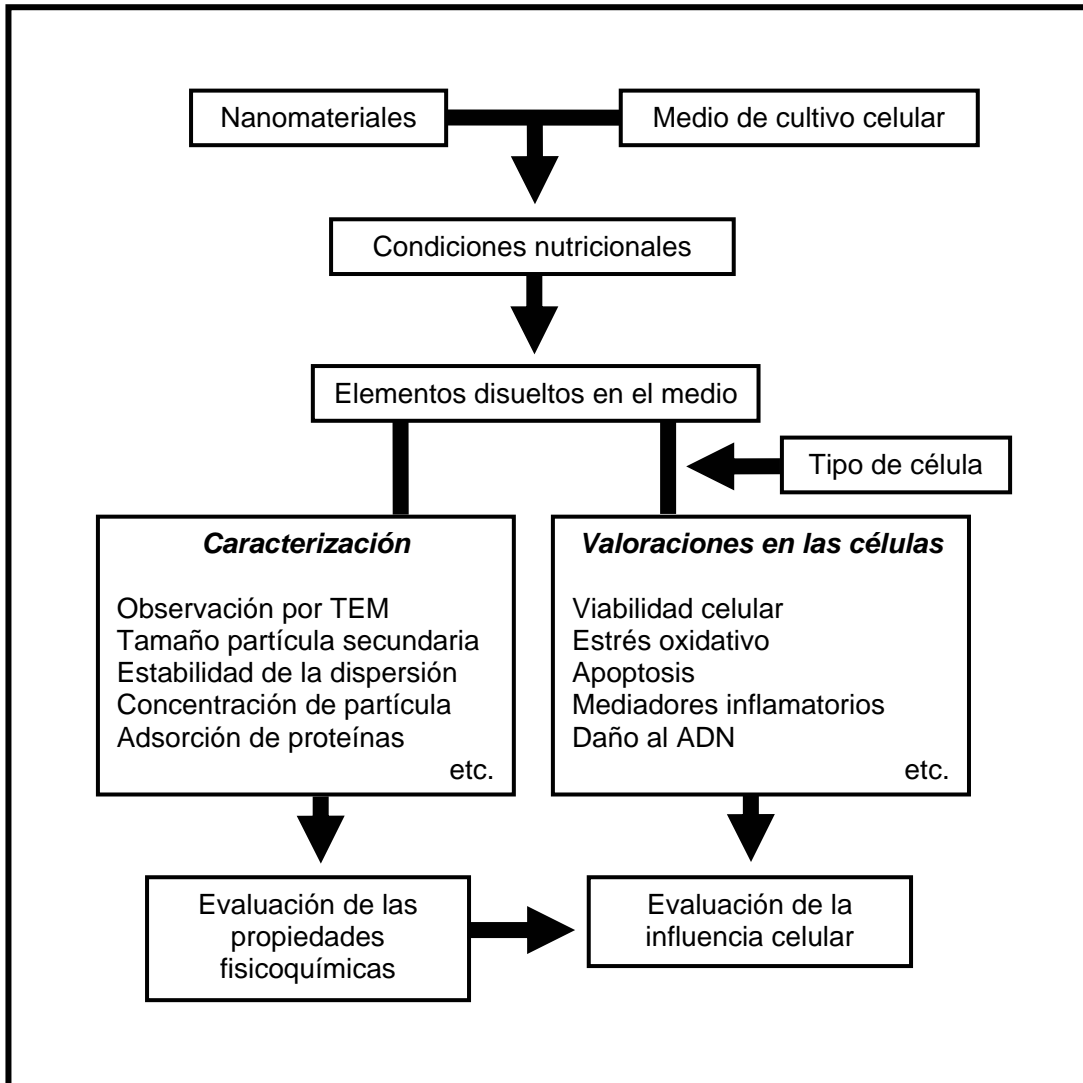 Nanomateriales
Medio de cultivo celular
Condiciones nutricionales
Elementos disueltos en el medio
Tipo de célula
Caracterización
Observación por TEM
Tamaño partícula secundaria
Estabilidad de la dispersión
Concentración de partícula
Adsorción de proteínas
etc.
Valoraciones en las células
Viabilidad celular
Estrés oxidativo
Apoptosis
Mediadores inflamatorios
Daño al ADN
etc.
Evaluación de las
propiedades
fisicoquímicas
Evaluación de la
influencia celular